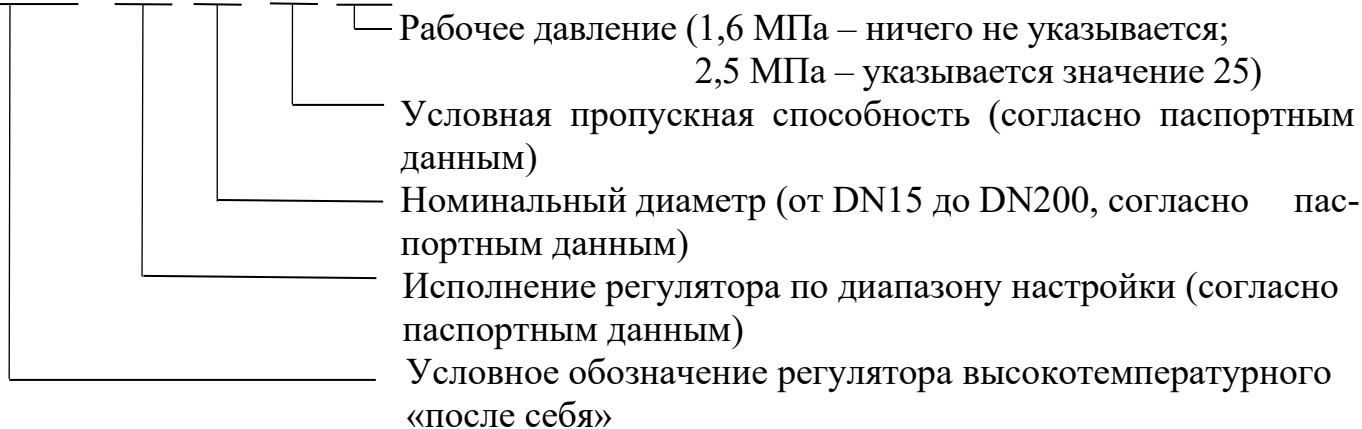 Рабочее давление (1,6 МПа – ничего не указывается;
2,5 МПа – указывается значение 25)
Условная пропускная способность (согласно паспортным
данным)
Номинальный диаметр (от DN15 до DN200, согласно пас-
портным данным)
Исполнение регулятора по диапазону настройки (согласно
паспортным данным)
Условное обозначение регулятора высокотемпературного
«после себя»